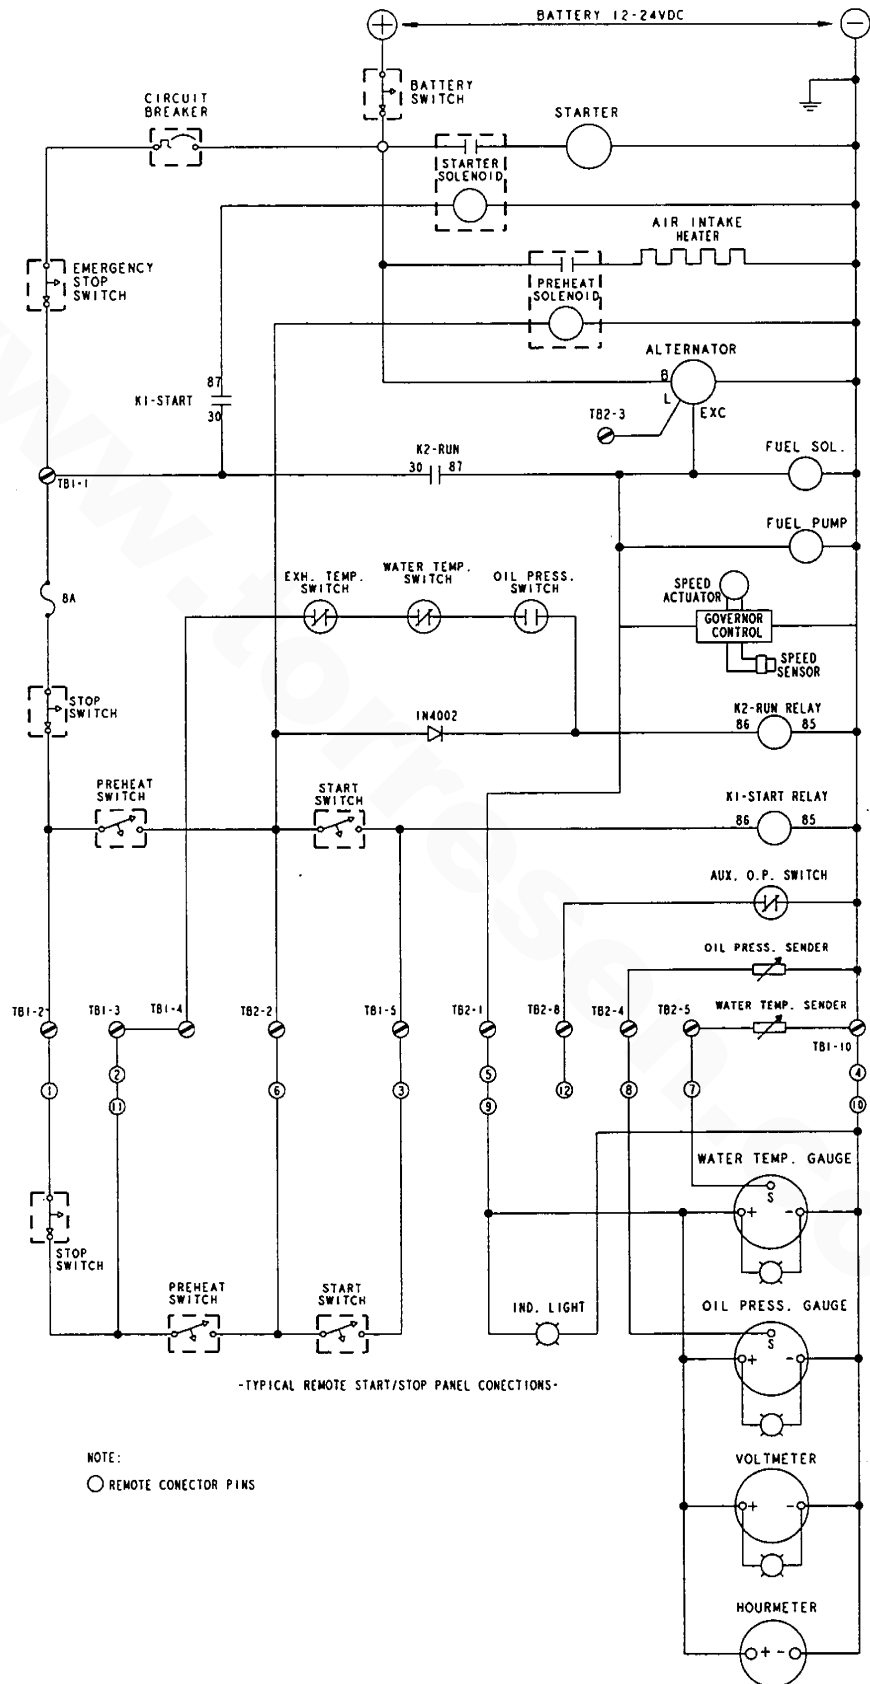 BATTERY 12-24VDC
+
-
BATTERY
SWITCH
CIRCUIT
BREAKER
STARTER
STARTER
SOLENOID
AIR INTAKE
HEATER
EMERGENCY
STOP
SWITCH
PREHEAT
SOLENOID
ALTERNATOR
B
L
EXC
87
K1-START
30
TB2-3
K2-RUN
30 87
FUEL SOL.
TB1-1
FUEL PUMP
EXH. TEMP.
SWITCH
WATER TEMP.
SWITCH
OIL PRESS.
SWITCH
SPEED
ACTUATOR
8A
GOVERNOR
CONTROL
SPEED
SENSOR
STOP
SWITCH
1N4002
K2-RUN RELAY
86 85
PREHEAT
SWITCH
START
SWITCH
K1-START RELAY
86 85
AUX. O.P. SWITCH
OIL PRESS. SENDER
TB1-2 TB1-3 TB1-4 TB2-2 TB1-5 TB2-1 TB2-8 TB2-4 TB2-5
WATER TEMP. SENDER
TB1-10
2 5 4
1 6 3 12 8 7
11 9 10
WATER TEMP. GAUGE
S
+ -
STOP
SWITCH
PREHEAT
SWITCH
START
SWITCH
IND. LIGHT
OIL PRESS. GAUGE
S
+ -
-TYPICAL REMOTE START/STOP PANEL CONECTIONS-
NOTE:
REMOTE CONECTOR PINS
VOLTMETER
+ -
HOURMETER
+ -
www.torresen.co